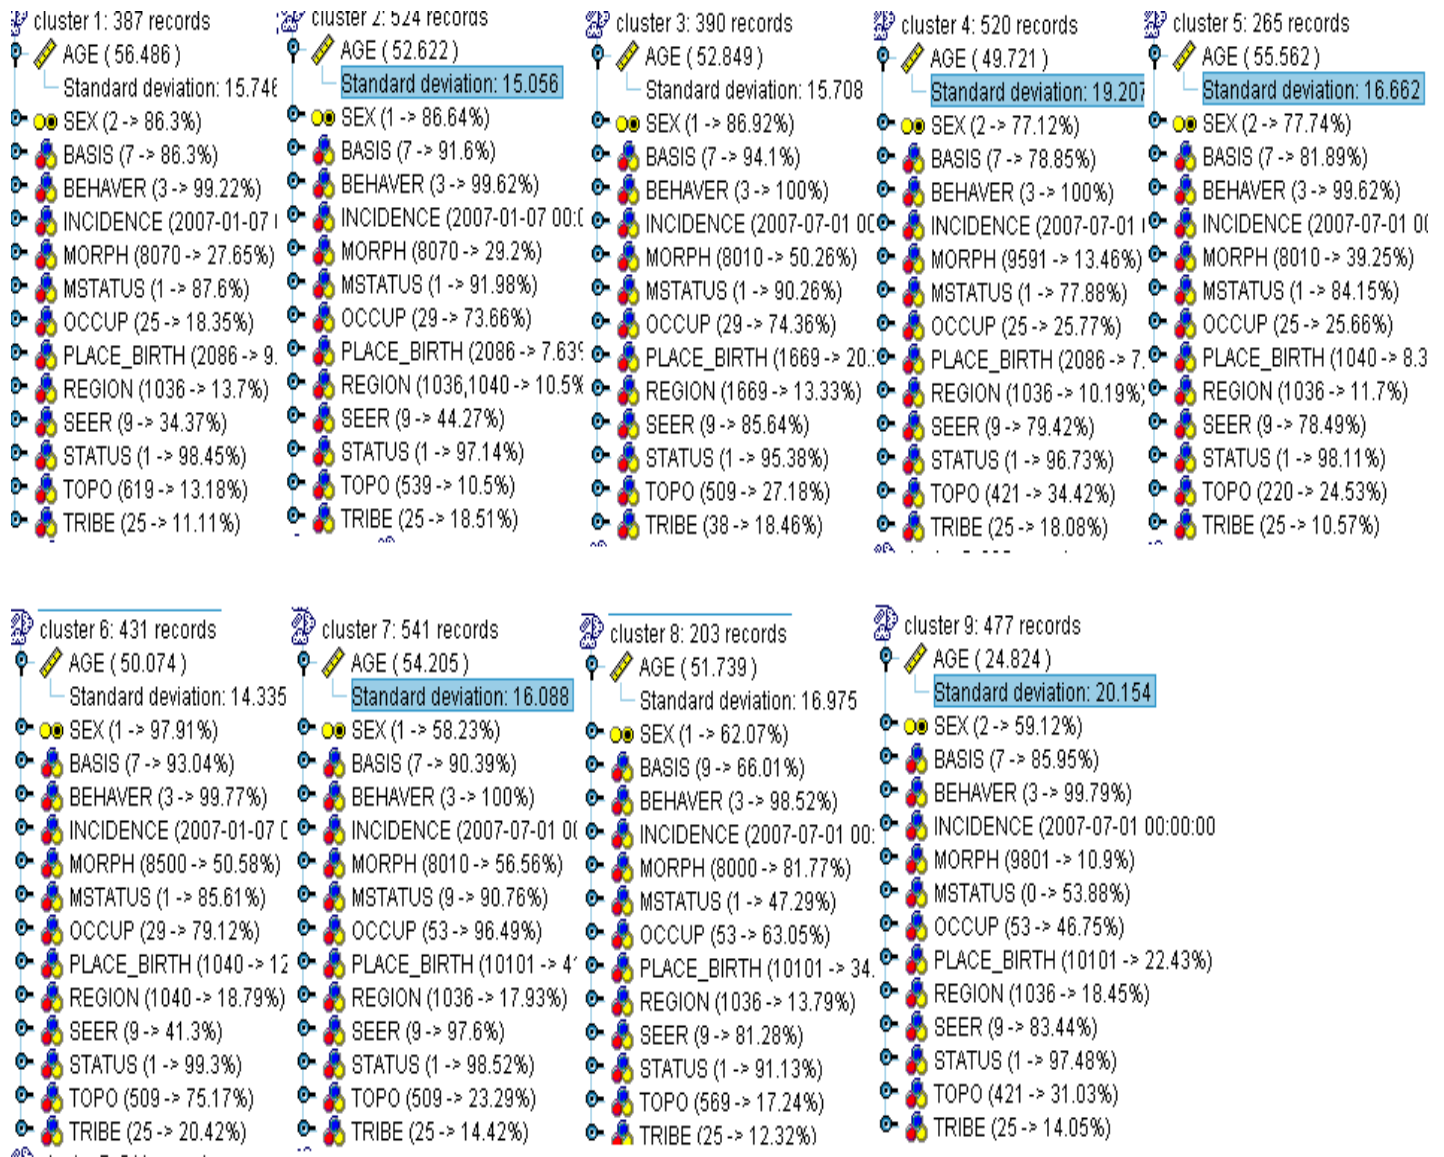 cluster 1: 387 records
AGE ( 56.486 )
Standard deviation: 15.746
SEX (2 -> 86.3%)
BASIS (7 -> 86.3%)
BEHAVER (3 -> 99.22%)
INCIDENCE (2007-01-07
MORPH (8070 -> 27.65%)
MSTATUS (1 -> 87.6%)
OCCUP (25 -> 18.35%)
PLACE_BIRTH (2086 -> 9.
REGION (1036 -> 13.7%)
SEER (9 -> 34.37%)
STATUS (1 -> 98.45%)
TOPO (619 -> 13.18%)
TRIBE (25 -> 11.11%)
cluster 2: 524 records
AGE ( 52.622 )
Standard deviation: 15.056
SEX (1 -> 86.64%)
BASIS (7 -> 91.6%)
BEHAVER (3 -> 99.62%)
INCIDENCE (2007-01-07 00:0
MORPH (8070 -> 29.2%)
MSTATUS (1 -> 91.98%)
OCCUP (29 -> 73.66%)
PLACE_BIRTH (2086 -> 7.63%
REGION (1036,1040 -> 10.5%
SEER (9 -> 44.27%)
STATUS (1 -> 97.14%)
TOPO (539 -> 10.5%)
TRIBE (25 -> 18.51%)
cluster 3: 390 records
AGE ( 52.849 )
Standard deviation: 15.708
SEX (1 -> 86.92%)
BASIS (7 -> 94.1%)
BEHAVER (3 -> 100%)
INCIDENCE (2007-07-01 00
MORPH (8010 -> 50.26%)
MSTATUS (1 -> 90.26%)
OCCUP (29 -> 74.36%)
PLACE_BIRTH (1669 -> 20.
REGION (1669 -> 13.33%)
SEER (9 -> 85.64%)
STATUS (1 -> 95.38%)
TOPO (509 -> 27.18%)
TRIBE (38 -> 18.46%)
cluster 4: 520 records
AGE ( 49.721 )
Standard deviation: 19.207
SEX (2 -> 77.12%)
BASIS (7 -> 78.85%)
BEHAVER (3 -> 100%)
INCIDENCE (2007-07-01
MORPH (9591 -> 13.46%)
MSTATUS (1 -> 77.88%)
OCCUP (25 -> 25.77%)
PLACE_BIRTH (2086 -> 7.
REGION (1036 -> 10.19%)
SEER (9 -> 79.42%)
STATUS (1 -> 96.73%)
TOPO (421 -> 34.42%)
TRIBE (25 -> 18.08%)
cluster 5: 265 records
AGE ( 55.562 )
Standard deviation: 16.662
SEX (2 -> 77.74%)
BASIS (7 -> 81.89%)
BEHAVER (3 -> 99.62%)
INCIDENCE (2007-07-01 00
MORPH (8010 -> 39.25%)
MSTATUS (1 -> 84.15%)
OCCUP (25 -> 25.66%)
PLACE_BIRTH (1040 -> 8.3
REGION (1036 -> 11.7%)
SEER (9 -> 78.49%)
STATUS (1 -> 98.11%)
TOPO (220 -> 24.53%)
TRIBE (25 -> 10.57%)
cluster 6: 431 records
AGE ( 50.074 )
Standard deviation: 14.335
SEX (1 -> 97.91%)
BASIS (7 -> 93.04%)
BEHAVER (3 -> 99.77%)
INCIDENCE (2007-01-07 0
MORPH (8500 -> 50.58%)
MSTATUS (1 -> 85.61%)
OCCUP (29 -> 79.12%)
PLACE_BIRTH (1040 -> 12
REGION (1040 -> 18.79%)
SEER (9 -> 41.3%)
STATUS (1 -> 99.3%)
TOPO (509 -> 75.17%)
TRIBE (25 -> 20.42%)
cluster 7: 541 records
AGE ( 54.205 )
Standard deviation: 16.088
SEX (1 -> 58.23%)
BASIS (7 -> 90.39%)
BEHAVER (3 -> 100%)
INCIDENCE (2007-07-01 00
MORPH (8010 -> 56.56%)
MSTATUS (9 -> 90.76%)
OCCUP (53 -> 96.49%)
PLACE_BIRTH (10101 -> 4
REGION (1036 -> 17.93%)
SEER (9 -> 97.6%)
STATUS (1 -> 98.52%)
TOPO (509 -> 23.29%)
TRIBE (25 -> 14.42%)
cluster 8: 203 records
AGE ( 51.739 )
Standard deviation: 16.975
SEX (1 -> 62.07%)
BASIS (9 -> 66.01%)
BEHAVER (3 -> 98.52%)
INCIDENCE (2007-07-01 00:
MORPH (8000 -> 81.77%)
MSTATUS (1 -> 47.29%)
OCCUP (53 -> 63.05%)
PLACE_BIRTH (10101 -> 34.
REGION (1036 -> 13.79%)
SEER (9 -> 81.28%)
STATUS (1 -> 91.13%)
TOPO (569 -> 17.24%)
TRIBE (25 -> 12.32%)
cluster 9: 477 records
AGE ( 24.824 )
Standard deviation: 20.154
SEX (2 -> 59.12%)
BASIS (7 -> 85.95%)
BEHAVER (3 -> 99.79%)
INCIDENCE (2007-07-01 00:00:00
MORPH (9801 -> 10.9%)
MSTATUS (0 -> 53.88%)
OCCUP (53 -> 46.75%)
PLACE_BIRTH (10101 -> 22.43%)
REGION (1036 -> 18.45%)
SEER (9 -> 83.44%)
STATUS (1 -> 97.48%)
TOPO (421 -> 31.03%)
TRIBE (25 -> 14.05%)